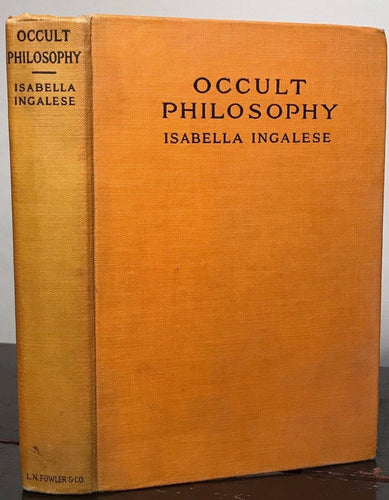 OCCULT
PHILOSOPHY
ISABELLA
INGALESE
L.N. FOWLER & CO.
OCCULT
PHILOSOPHY
ISABELLA INGALESE